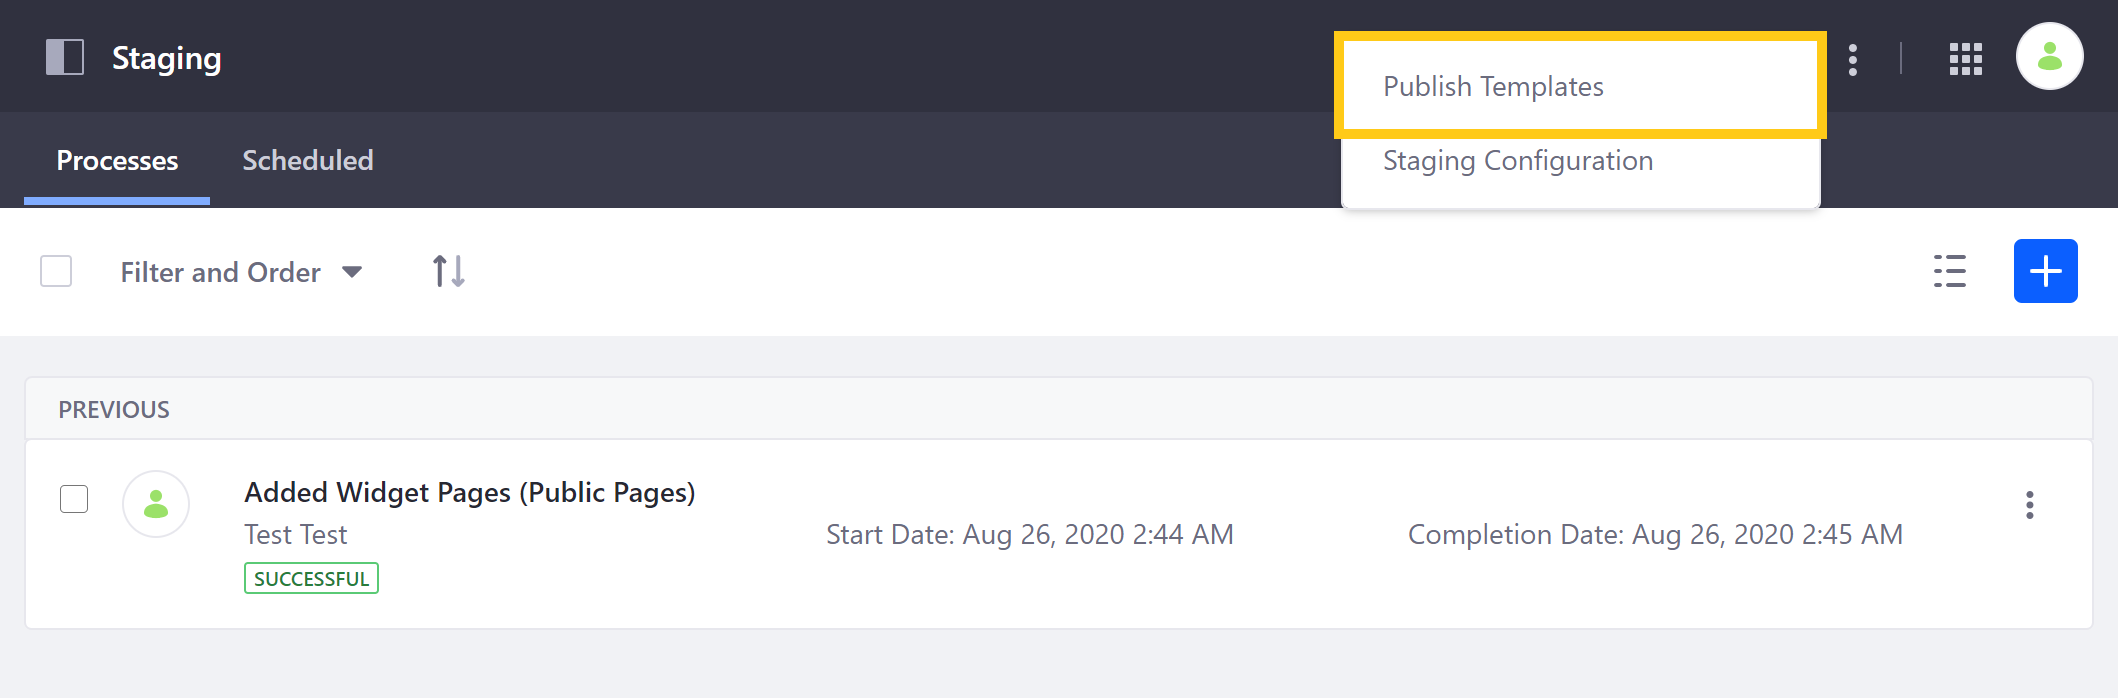 Staging
Publish Templates
Processes
Scheduled
Staging Configuration
Filter and Order
PREVIOUS
Added Widget Pages (Public Pages)
Test Test
Start Date: Aug 26, 2020 2:44 AM
Completion Date: Aug 26, 2020 2:45 AM
SUCCESSFUL